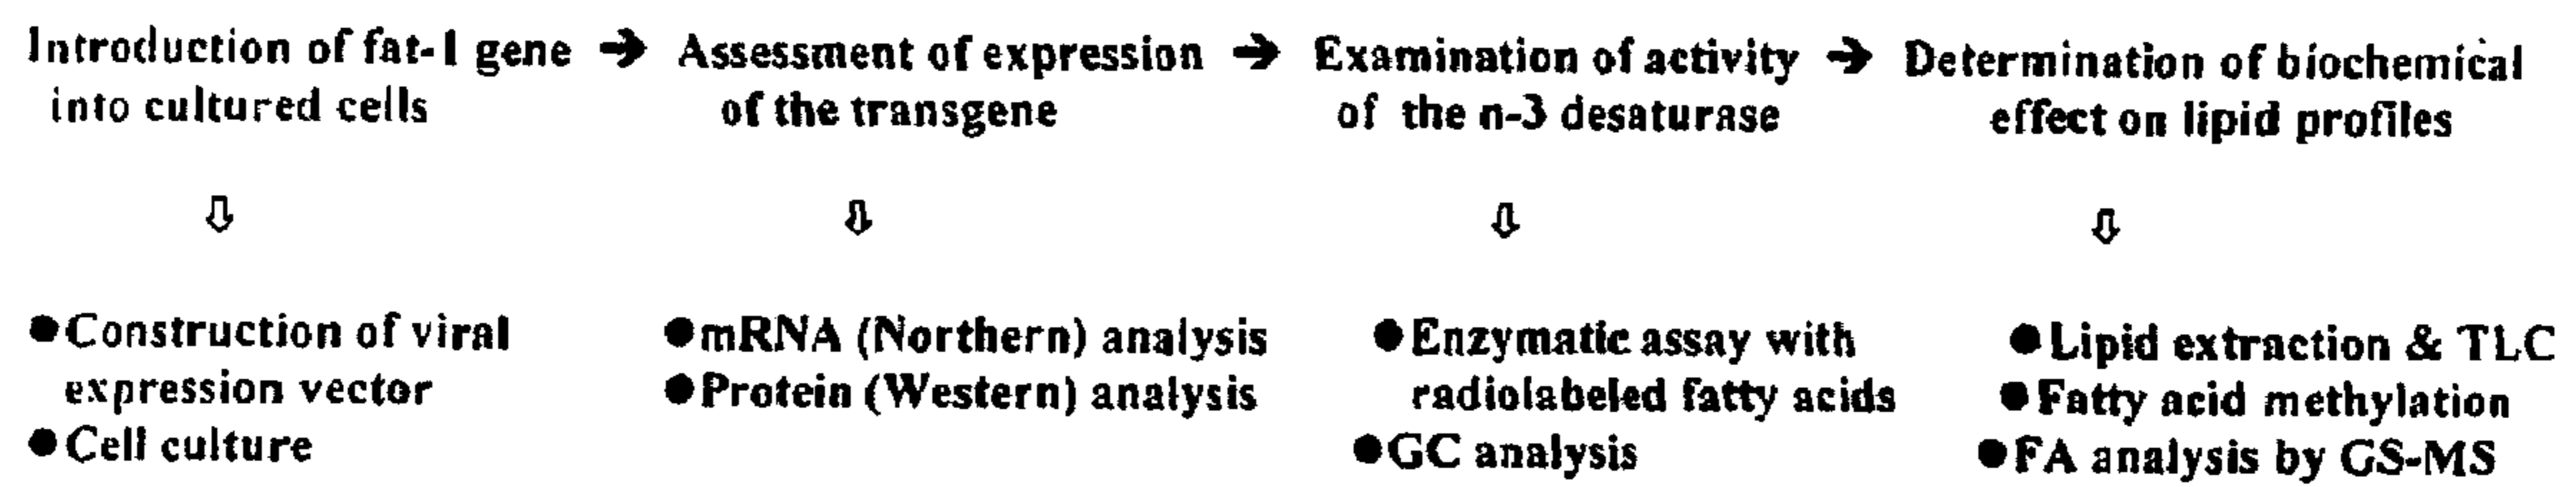 Introduction of fat-1 gene → Assessment of expression → Examination of activity → Determination of biochemical
into cultured cells of the transgene of the n-3 desaturase effect on lipid profiles
⇩ ⇩ ⇩ ⇩
●Construction of viral ●mRNA (Northern) analysis ●Enzymatic assay with ●Lipid extraction & TLC
expression vector ●Protein (Western) analysis radiolabeled fatty acids ●Fatty acid methylation
●Cell culture ●GC analysis ●FA analysis by GS-MS